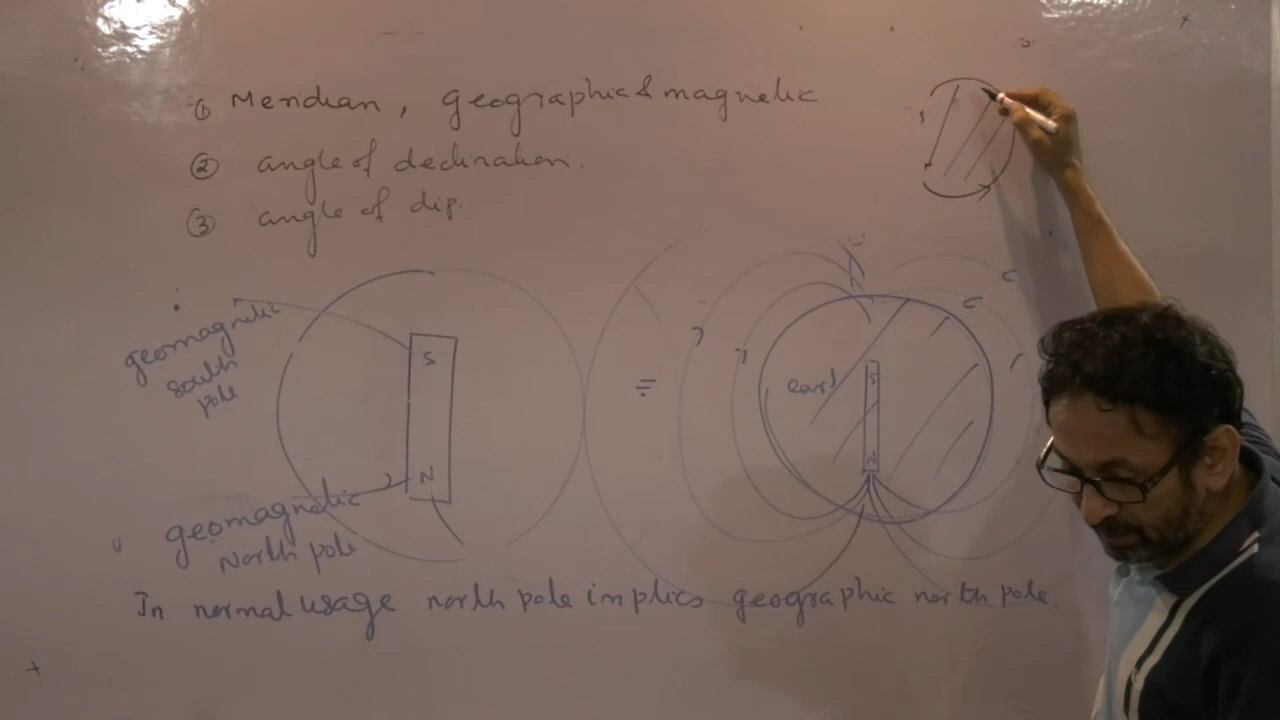 ① Meridian, geographic & magnetic
② angle of declination.
③ angle of dip.
geomagnetic
south
pole
S
N
geomagnetic
North pole
=
earth
S
N
In normal usage north pole implies geographic north pole.